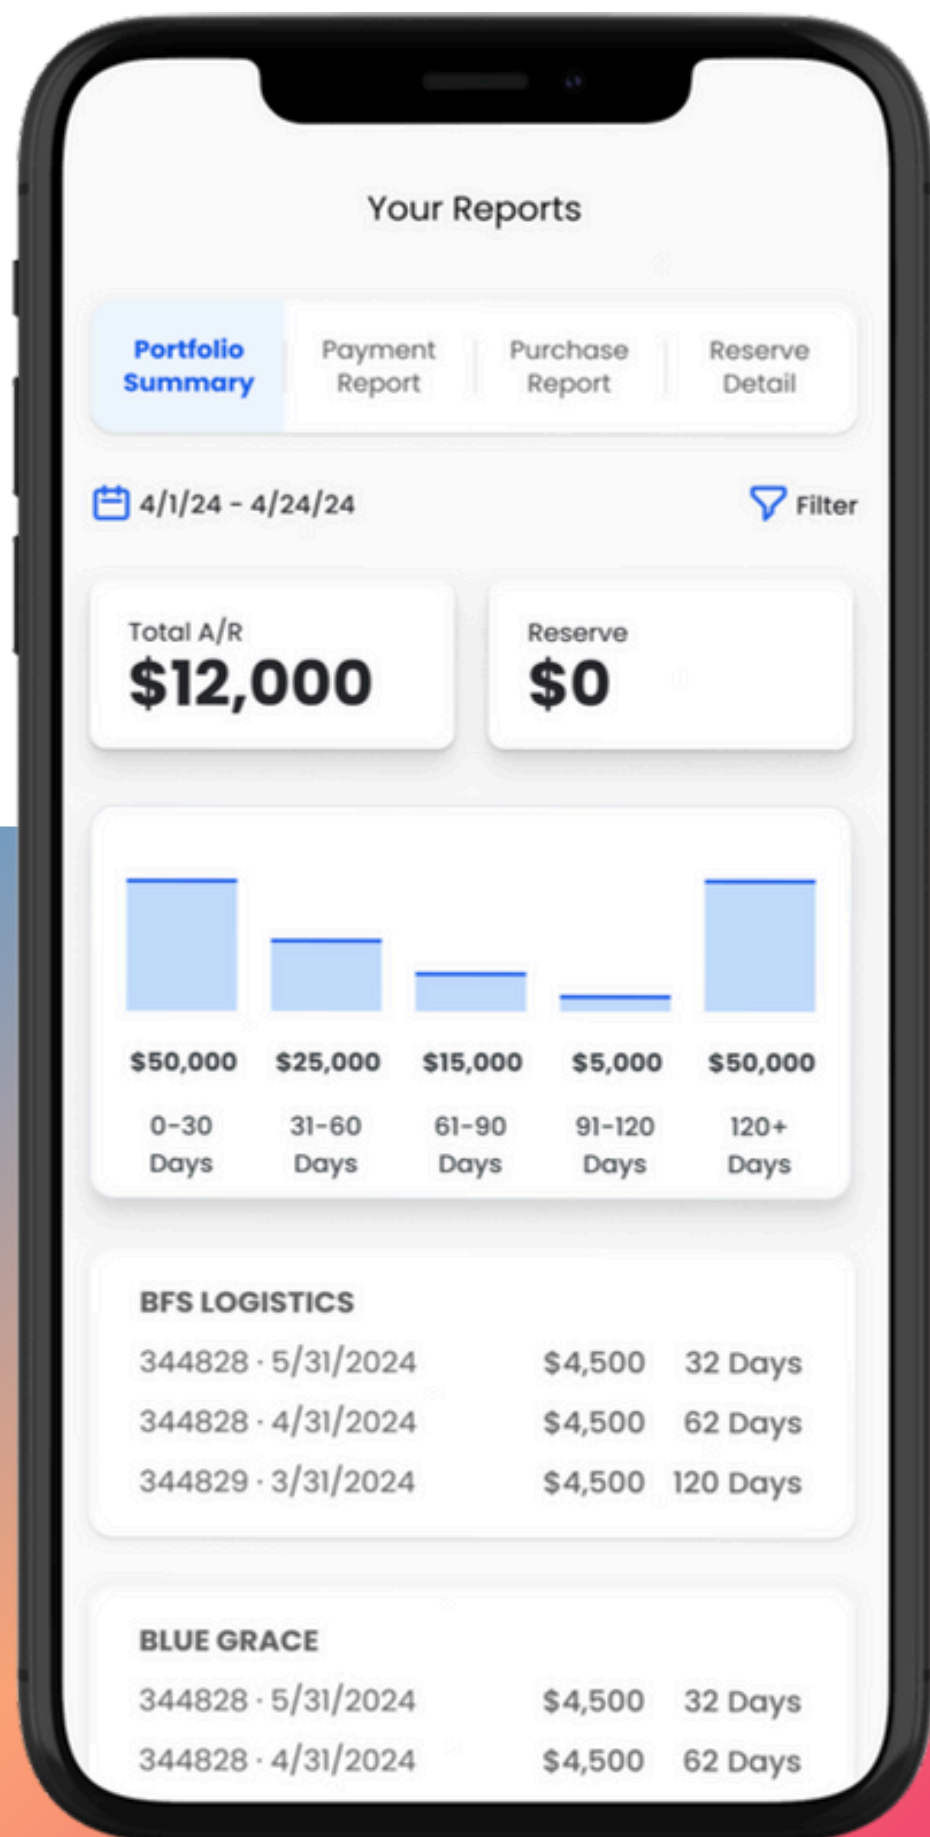 Your Reports
Portfolio Summary
Payment Report
Purchase Report
Reserve Detail
4/1/24 - 4/24/24
Filter
Total A/R
$12,000
Reserve
$0
$50,000 $25,000 $15,000 $5,000 $50,000
0-30 Days
31-60 Days
61-90 Days
91-120 Days
120+ Days
BFS LOGISTICS
344828 · 5/31/2024 $4,500 32 Days
344828 · 4/31/2024 $4,500 62 Days
344829 · 3/31/2024 $4,500 120 Days
BLUE GRACE
344828 · 5/31/2024 $4,500 32 Days
344828 · 4/31/2024 $4,500 62 Days